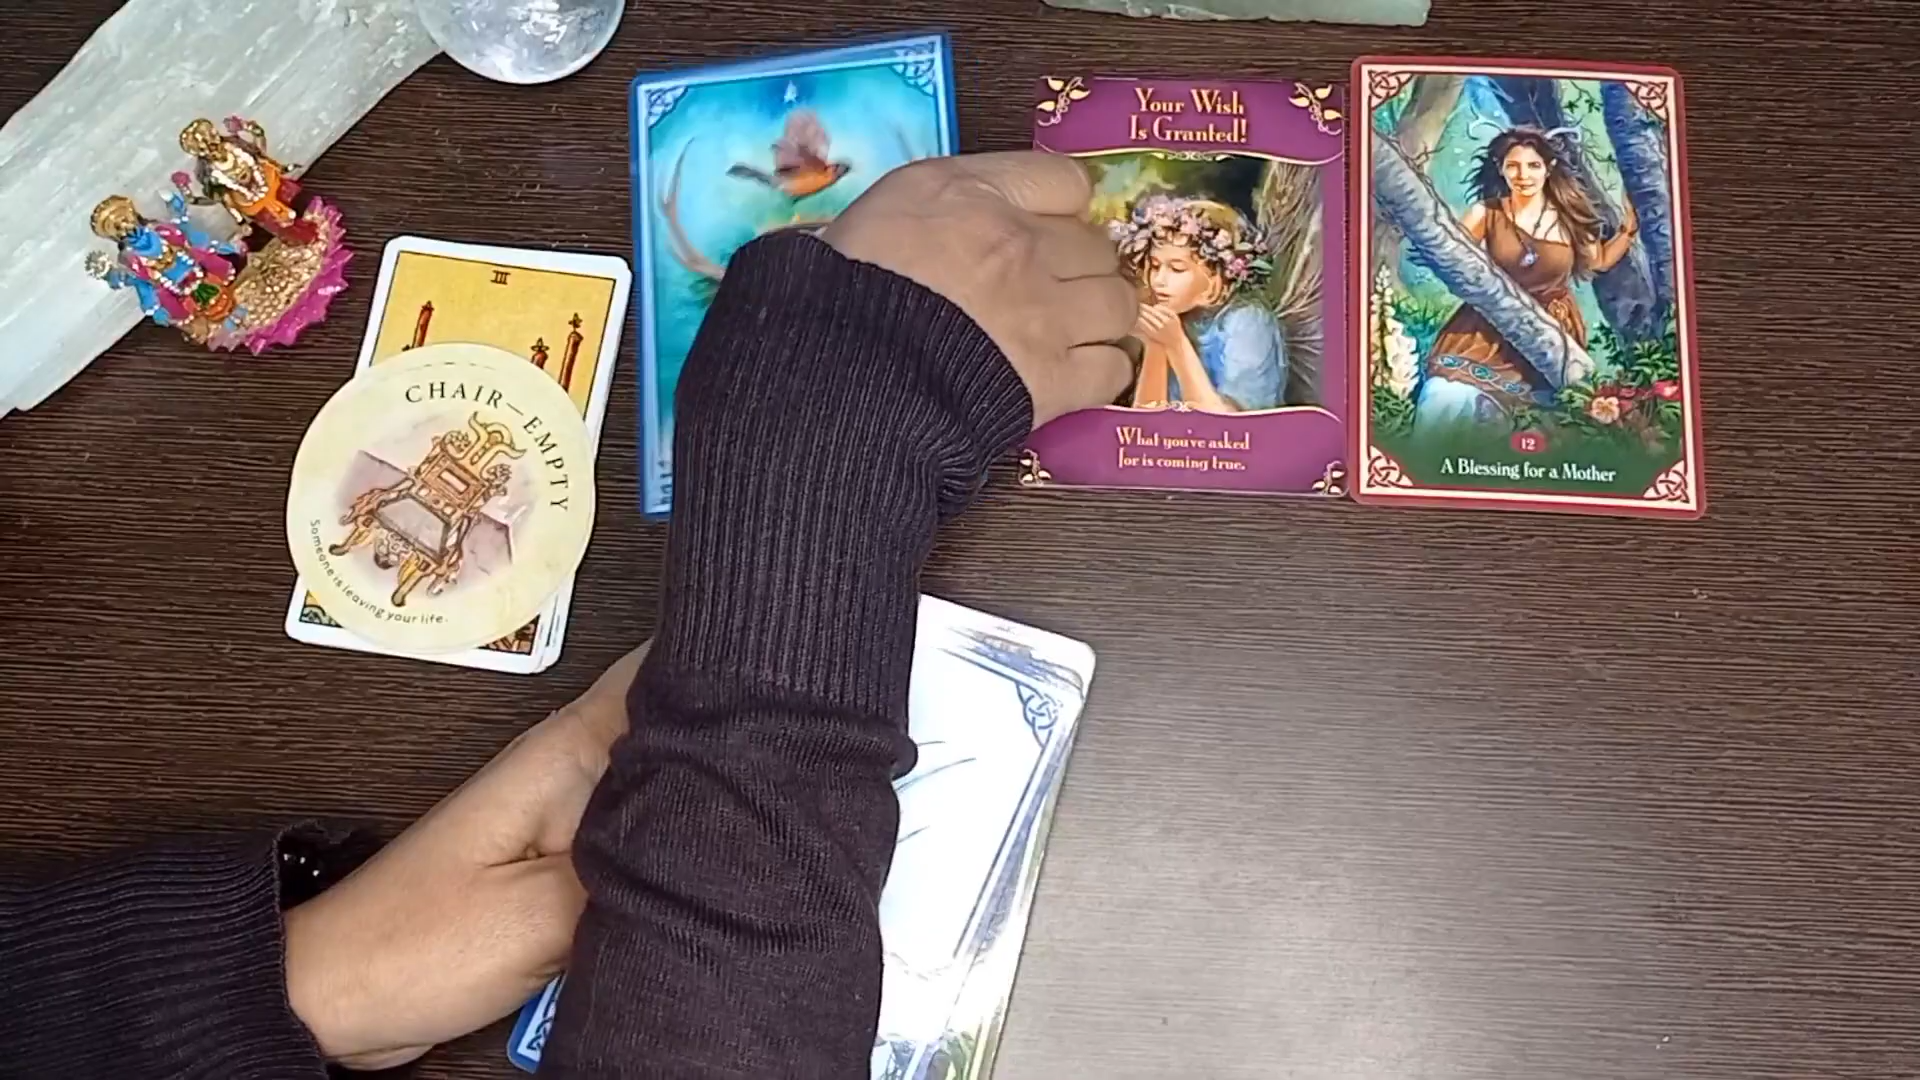 III
CHAIR—EMPTY
Someone is leaving your life.
Your Wish
Is Granted!
What you've asked
for is coming true.
12
A Blessing for a Mother